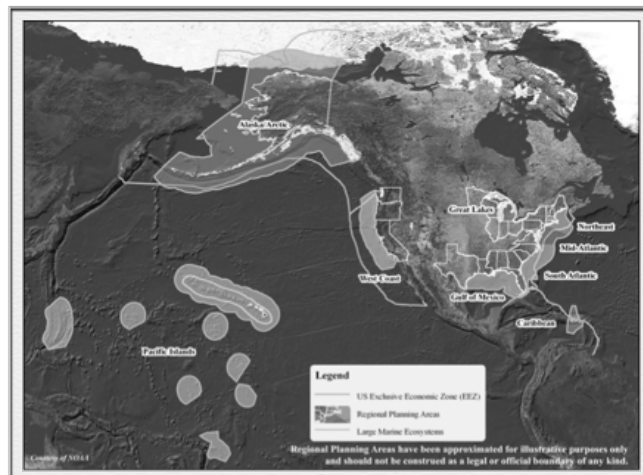 Alaska/Arctic
Great Lakes
Northeast
Mid-Atlantic
South Atlantic
West Coast
Gulf of Mexico
Caribbean
Pacific Islands
Legend
US Exclusive Economic Zone (EEZ)
Regional Planning Areas
Large Marine Ecosystems
Courtesy of NOAA
Regional Planning Areas have been approximated for illustrative purposes only
and should not be construed as a legal or official boundary of any kind.